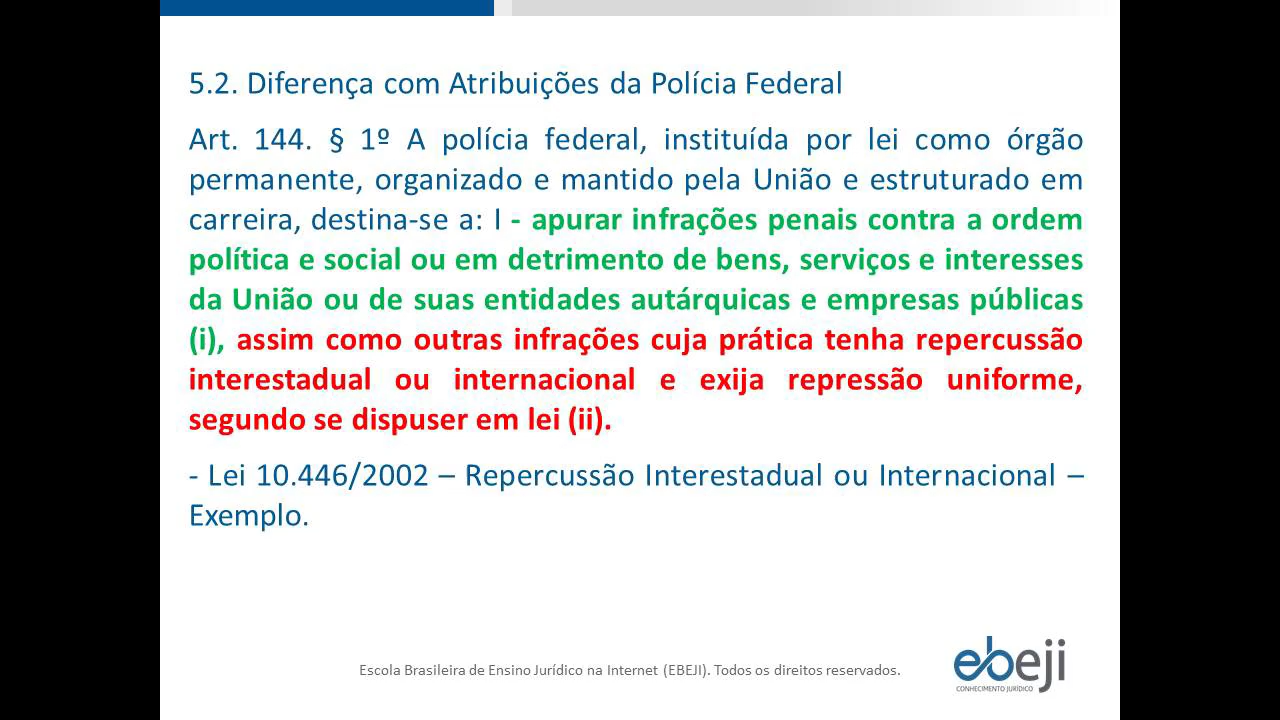 5.2. Diferença com Atribuições da Polícia Federal
Art. 144. § 1º A polícia federal, instituída por lei como órgão
permanente, organizado e mantido pela União e estruturado em
carreira, destina-se a: I - apurar infrações penais contra a ordem
política e social ou em detrimento de bens, serviços e interesses
da União ou de suas entidades autárquicas e empresas públicas
(i), assim como outras infrações cuja prática tenha repercussão
interestadual ou internacional e exija repressão uniforme,
segundo se dispuser em lei (ii).
- Lei 10.446/2002 – Repercussão Interestadual ou Internacional –
Exemplo.
Escola Brasileira de Ensino Jurídico na Internet (EBEJI). Todos os direitos reservados.
ebeji
CONHECIMENTO JURÍDICO